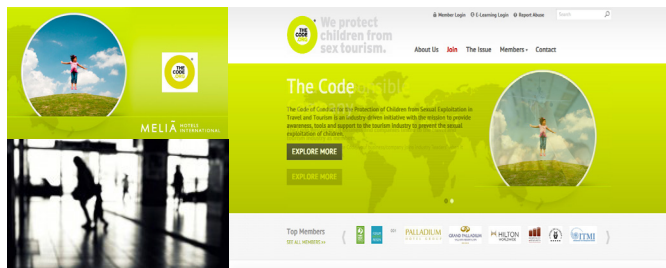 THE
CODE
.ORG
MELIÃ HOTELS
INTERNATIONAL
Member Login
E-Learning Login
Report Abuse
Search
THE
CODE
.ORG
We protect
children from
sex tourism.
About Us
Join
The Issue
Members
Contact
The Code
The Code of Conduct for the Protection of Children from Sexual Exploitation in
Travel and Tourism is an industry-driven initiative with the mission to provide
awareness, tools and support to the tourism industry to prevent the sexual
exploitation of children.
EXPLORE MORE
EXPLORE MORE
Top Members
SEE ALL MEMBERS >>
PALLADIUM
HOTEL GROUP
GRAND PALLADIUM
HILTON
WORLDWIDE
ITMI